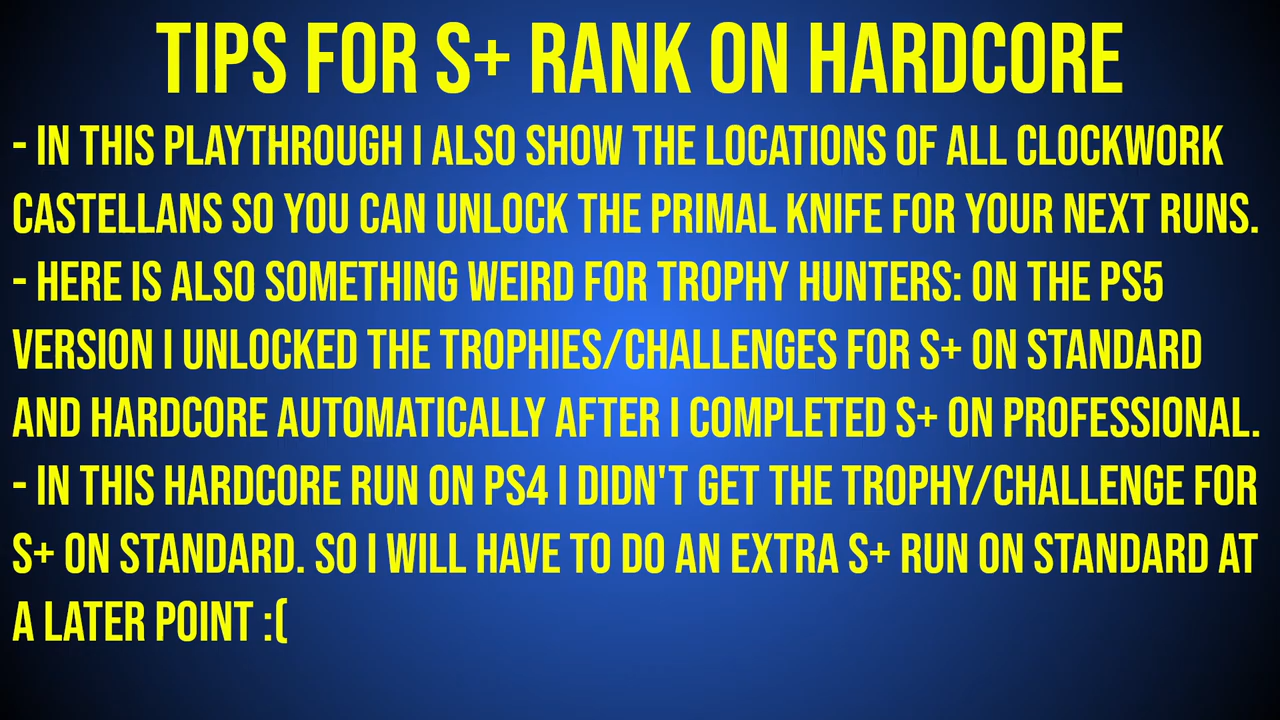 TIPS FOR S+ RANK ON HARDCORE
- IN THIS PLAYTHROUGH I ALSO SHOW THE LOCATIONS OF ALL CLOCKWORK
CASTELLANS SO YOU CAN UNLOCK THE PRIMAL KNIFE FOR YOUR NEXT RUNS.
- HERE IS ALSO SOMETHING WEIRD FOR TROPHY HUNTERS: ON THE PS5
VERSION I UNLOCKED THE TROPHIES/CHALLENGES FOR S+ ON STANDARD
AND HARDCORE AUTOMATICALLY AFTER I COMPLETED S+ ON PROFESSIONAL.
- IN THIS HARDCORE RUN ON PS4 I DIDN'T GET THE TROPHY/CHALLENGE FOR
S+ ON STANDARD. SO I WILL HAVE TO DO AN EXTRA S+ RUN ON STANDARD AT
A LATER POINT :(